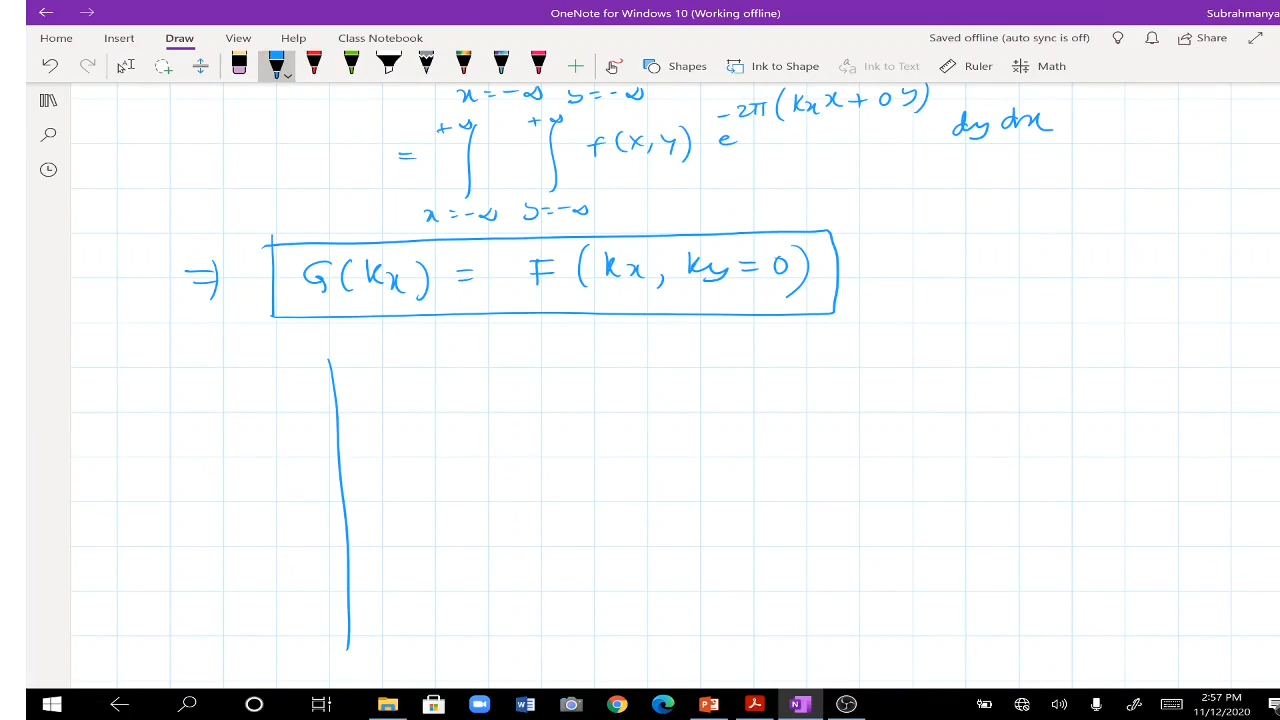 OneNote for Windows 10 (Working offline)
Subrahmanya
Home Insert Draw View Help Class Notebook
Saved offline (auto sync is off) Share
Shapes Ink to Shape Ink to Text Ruler Math
x = -∞ y = -∞
= ∫_{x = -∞}^{+∞} ∫_{y = -∞}^{+∞} f(x, y) e^{-2π(kx x + 0 y)} dy dx
⇒ G(kx) = F(kx, ky = 0)
2:57 PM
11/12/2020